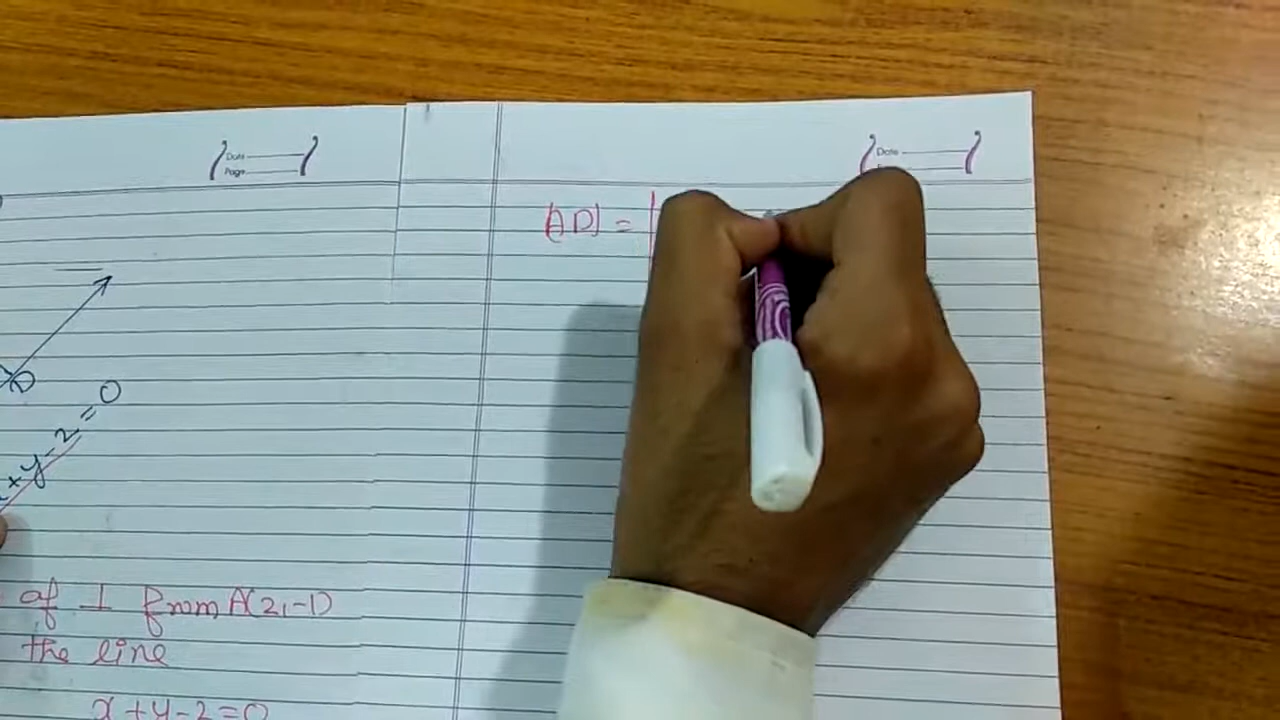 Date
Page
D
x+y-2=0
of ⊥ from A(2,-1)
the line
x+y-2=0
Date
|AD| = |